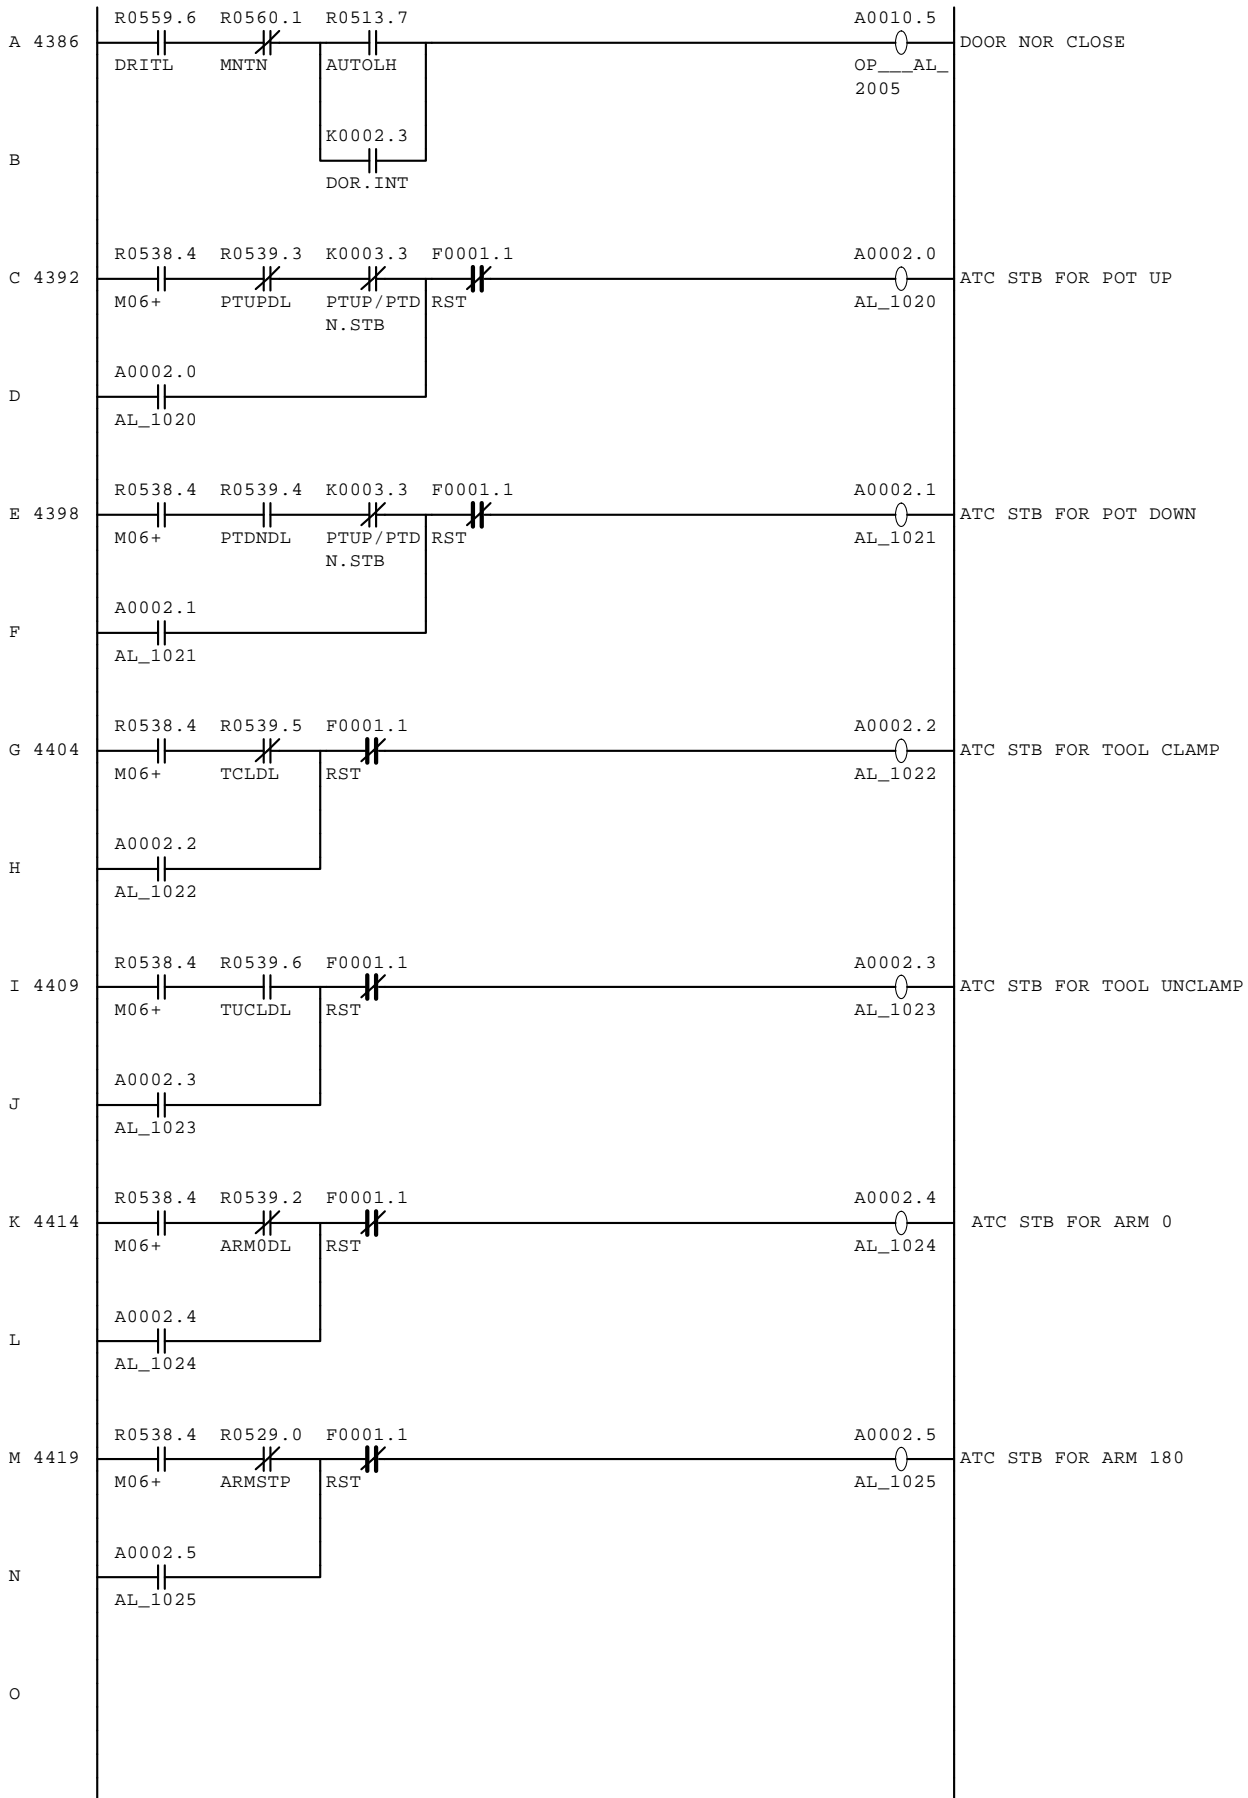 R0559.6 R0560.1 R0513.7 A0010.5
A 4386 DOOR NOR CLOSE
DRITL MNTN AUTOLH OP___AL_
2005
K0002.3
B
DOR.INT
R0538.4 R0539.3 K0003.3 F0001.1 A0002.0
C 4392 ATC STB FOR POT UP
M06+ PTUPDL PTUP/PTD RST AL_1020
N.STB
A0002.0
D
AL_1020
R0538.4 R0539.4 K0003.3 F0001.1 A0002.1
E 4398 ATC STB FOR POT DOWN
M06+ PTDNDL PTUP/PTD RST AL_1021
N.STB
A0002.1
F
AL_1021
R0538.4 R0539.5 F0001.1 A0002.2
G 4404 ATC STB FOR TOOL CLAMP
M06+ TCLDL RST AL_1022
A0002.2
H
AL_1022
R0538.4 R0539.6 F0001.1 A0002.3
I 4409 ATC STB FOR TOOL UNCLAMP
M06+ TUCLDL RST AL_1023
A0002.3
J
AL_1023
R0538.4 R0539.2 F0001.1 A0002.4
K 4414 ATC STB FOR ARM 0
M06+ ARM0DL RST AL_1024
A0002.4
L
AL_1024
R0538.4 R0529.0 F0001.1 A0002.5
M 4419 ATC STB FOR ARM 180
M06+ ARMSTP RST AL_1025
A0002.5
N
AL_1025
O